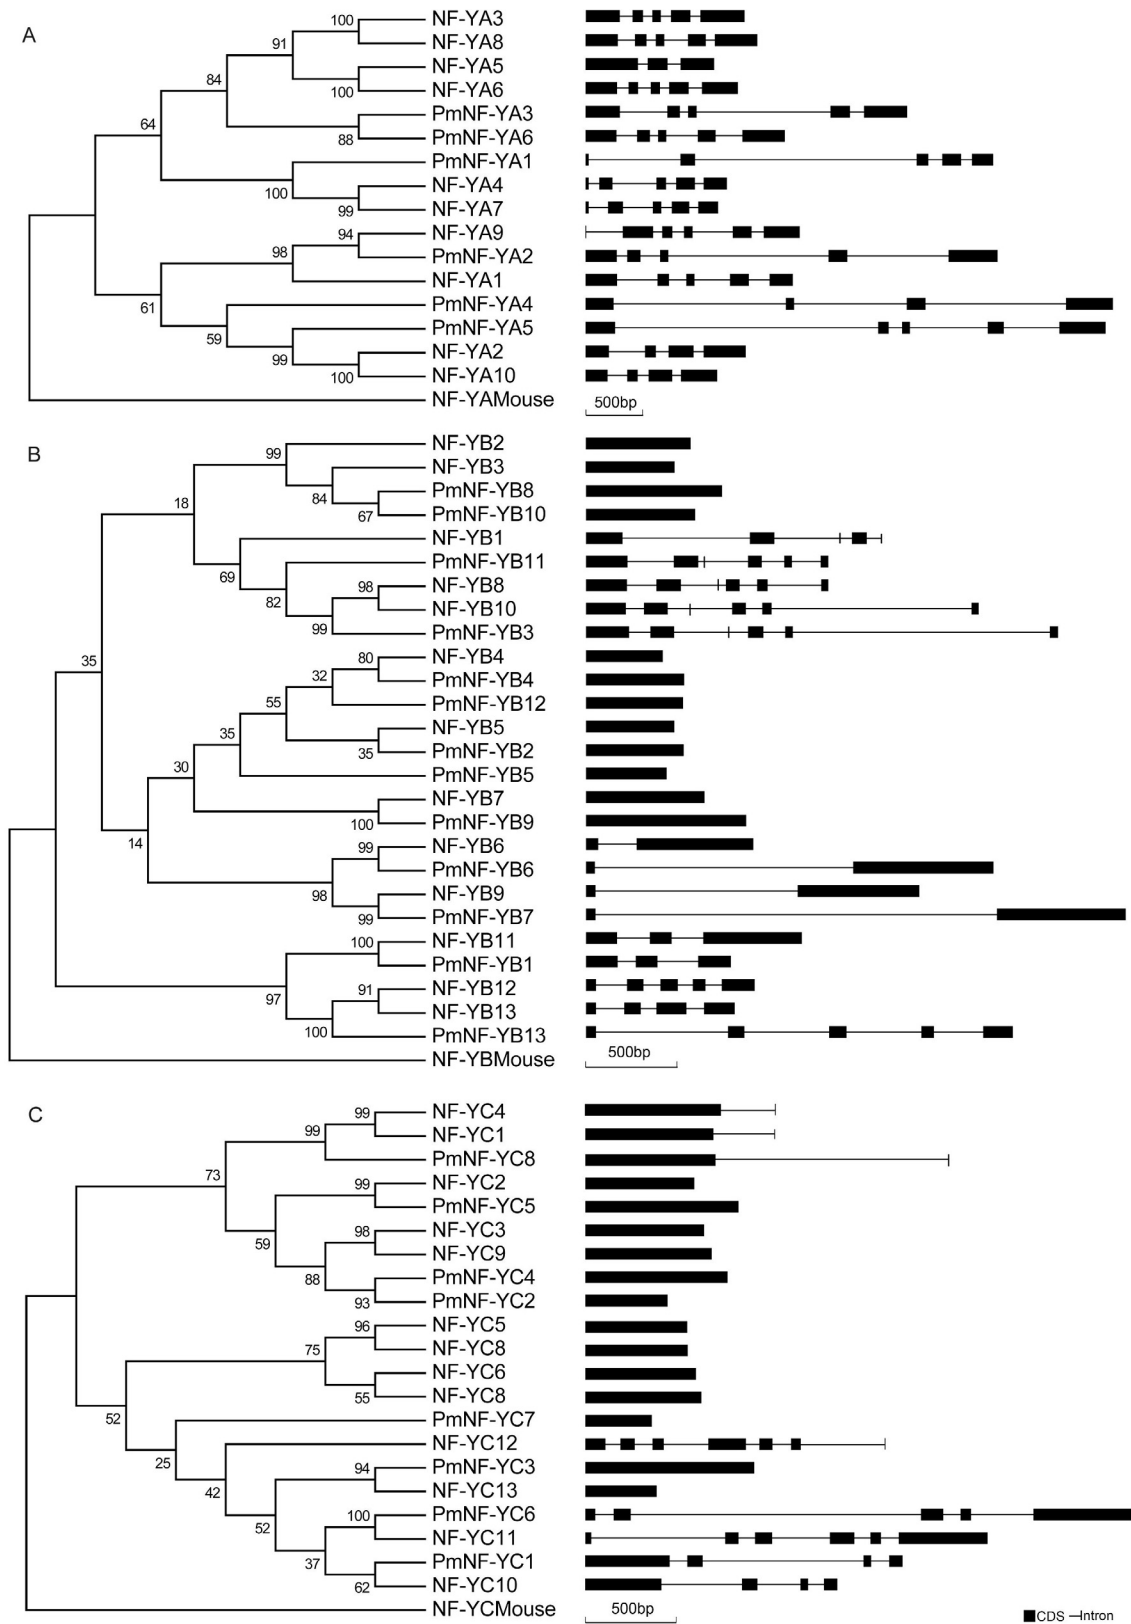 A
100
NF-YA3
NF-YA8
91
NF-YA5
84
NF-YA6
100
PmNF-YA3
64
PmNF-YA6
88
PmNF-YA1
NF-YA4
100
NF-YA7
99
94
NF-YA9
98
PmNF-YA2
NF-YA1
61
PmNF-YA4
59
PmNF-YA5
99
NF-YA2
100
NF-YA10
NF-YAMouse
500bp
B
99
NF-YB2
NF-YB3
84
PmNF-YB8
18
67
PmNF-YB10
NF-YB1
69
PmNF-YB11
82
98
NF-YB8
NF-YB10
99
PmNF-YB3
35
80
NF-YB4
32
PmNF-YB4
55
PmNF-YB12
35
NF-YB5
35
PmNF-YB2
30
PmNF-YB5
NF-YB7
100
PmNF-YB9
14
99
NF-YB6
PmNF-YB6
98
NF-YB9
99
PmNF-YB7
100
NF-YB11
PmNF-YB1
97
91
NF-YB12
NF-YB13
100
PmNF-YB13
NF-YBMouse
500bp
C
99
NF-YC4
99
NF-YC1
PmNF-YC8
73
99
NF-YC2
PmNF-YC5
59
98
NF-YC3
NF-YC9
88
PmNF-YC4
93
PmNF-YC2
96
NF-YC5
75
NF-YC8
NF-YC6
55
NF-YC8
52
PmNF-YC7
25
NF-YC12
42
94
PmNF-YC3
NF-YC13
52
100
PmNF-YC6
NF-YC11
37
PmNF-YC1
62
NF-YC10
NF-YCMouse
500bp
CDS Intron